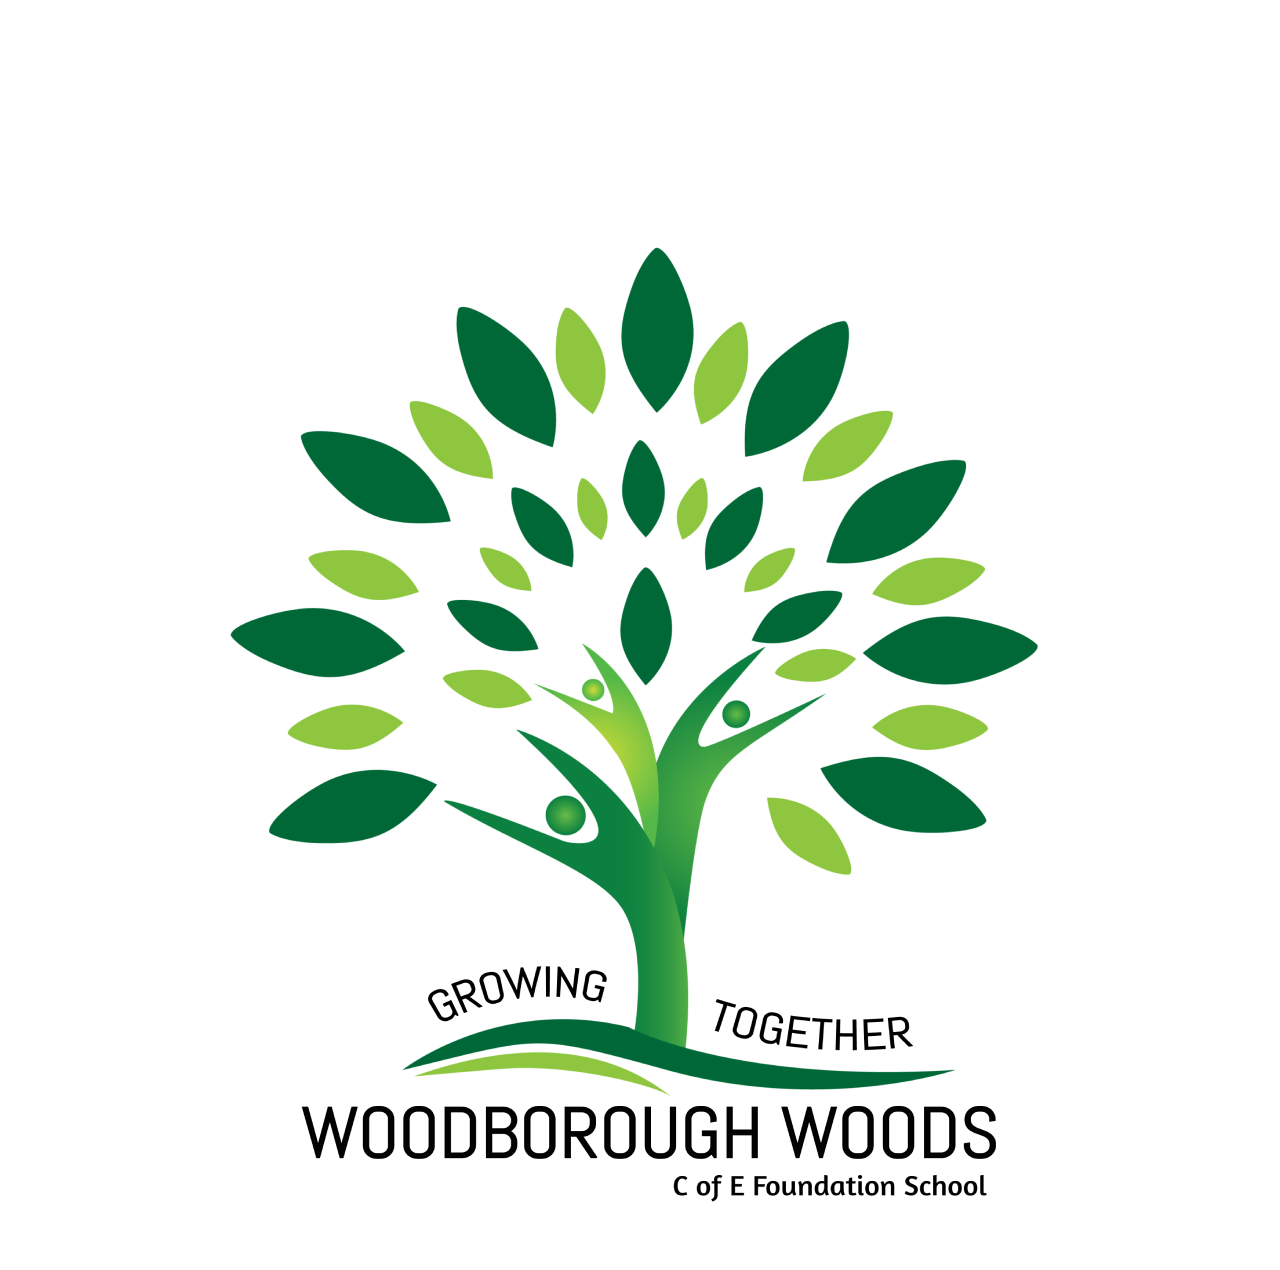 GROWING
TOGETHER
WOODBOROUGH WOODS
C of E Foundation School